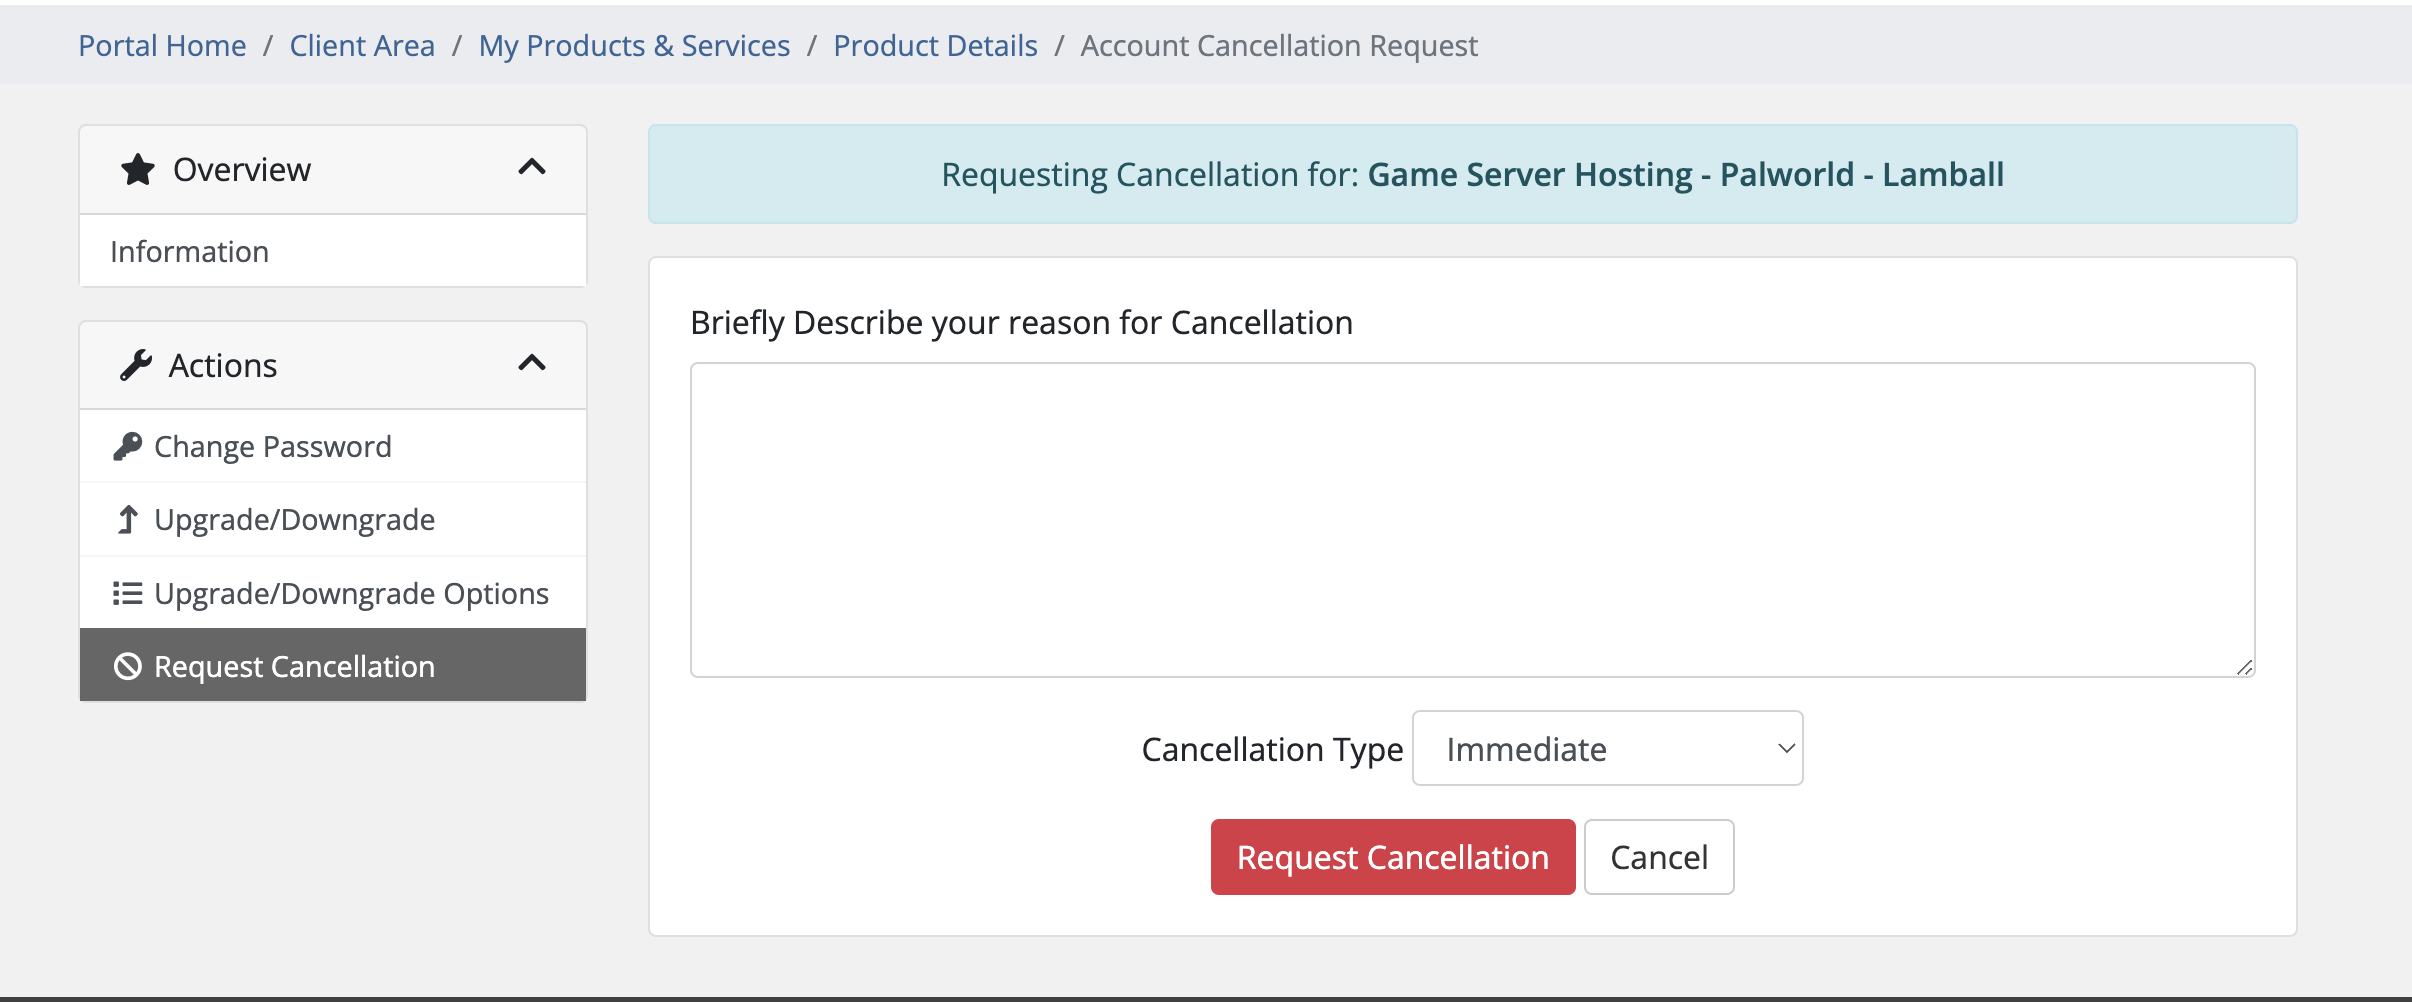 Portal Home / Client Area / My Products & Services / Product Details / Account Cancellation Request
Overview
Information
Actions
Change Password
Upgrade/Downgrade
Upgrade/Downgrade Options
Request Cancellation
Requesting Cancellation for: Game Server Hosting - Palworld - Lamball
Briefly Describe your reason for Cancellation
Cancellation Type Immediate
Request Cancellation Cancel